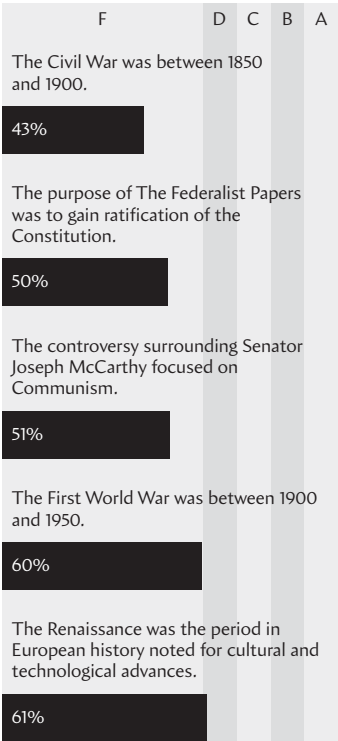 F D C B A
The Civil War was between 1850
and 1900.
43%
The purpose of The Federalist Papers
was to gain ratification of the
Constitution.
50%
The controversy surrounding Senator
Joseph McCarthy focused on
Communism.
51%
The First World War was between 1900
and 1950.
60%
The Renaissance was the period in
European history noted for cultural and
technological advances.
61%